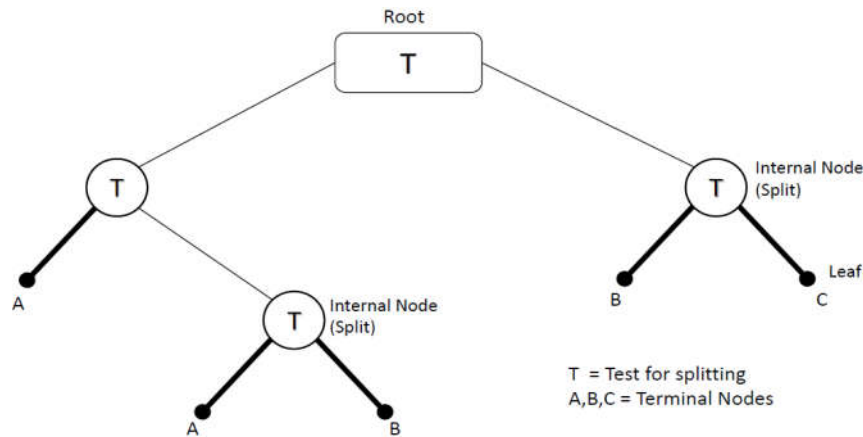 Root
T
T
T
Internal Node
(Split)
A
B
C
Leaf
T
Internal Node
(Split)
A
B
T = Test for splitting
A,B,C = Terminal Nodes